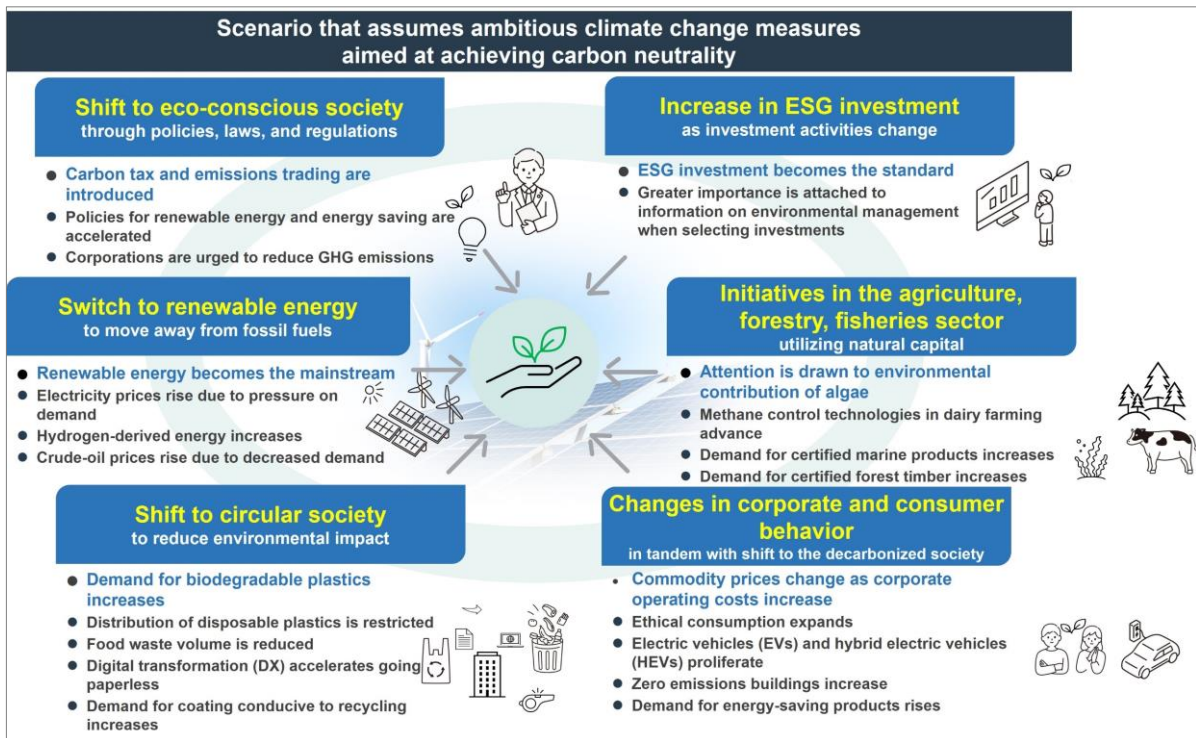 Scenario that assumes ambitious climate change measures
aimed at achieving carbon neutrality
Shift to eco-conscious society
through policies, laws, and regulations
● Carbon tax and emissions trading are
introduced
● Policies for renewable energy and energy saving are
accelerated
● Corporations are urged to reduce GHG emissions
Increase in ESG investment
as investment activities change
● ESG investment becomes the standard
● Greater importance is attached to
information on environmental management
when selecting investments
Switch to renewable energy
to move away from fossil fuels
● Renewable energy becomes the mainstream
● Electricity prices rise due to pressure on
demand
● Hydrogen-derived energy increases
● Crude-oil prices rise due to decreased demand
Initiatives in the agriculture,
forestry, fisheries sector
utilizing natural capital
● Attention is drawn to environmental
contribution of algae
● Methane control technologies in dairy farming
advance
● Demand for certified marine products increases
● Demand for certified forest timber increases
Shift to circular society
to reduce environmental impact
● Demand for biodegradable plastics
increases
● Distribution of disposable plastics is restricted
● Food waste volume is reduced
● Digital transformation (DX) accelerates going
paperless
● Demand for coating conducive to recycling
increases
Changes in corporate and consumer
behavior
in tandem with shift to the decarbonized society
• Commodity prices change as corporate
operating costs increase
● Ethical consumption expands
● Electric vehicles (EVs) and hybrid electric vehicles
(HEVs) proliferate
● Zero emissions buildings increase
● Demand for energy-saving products rises